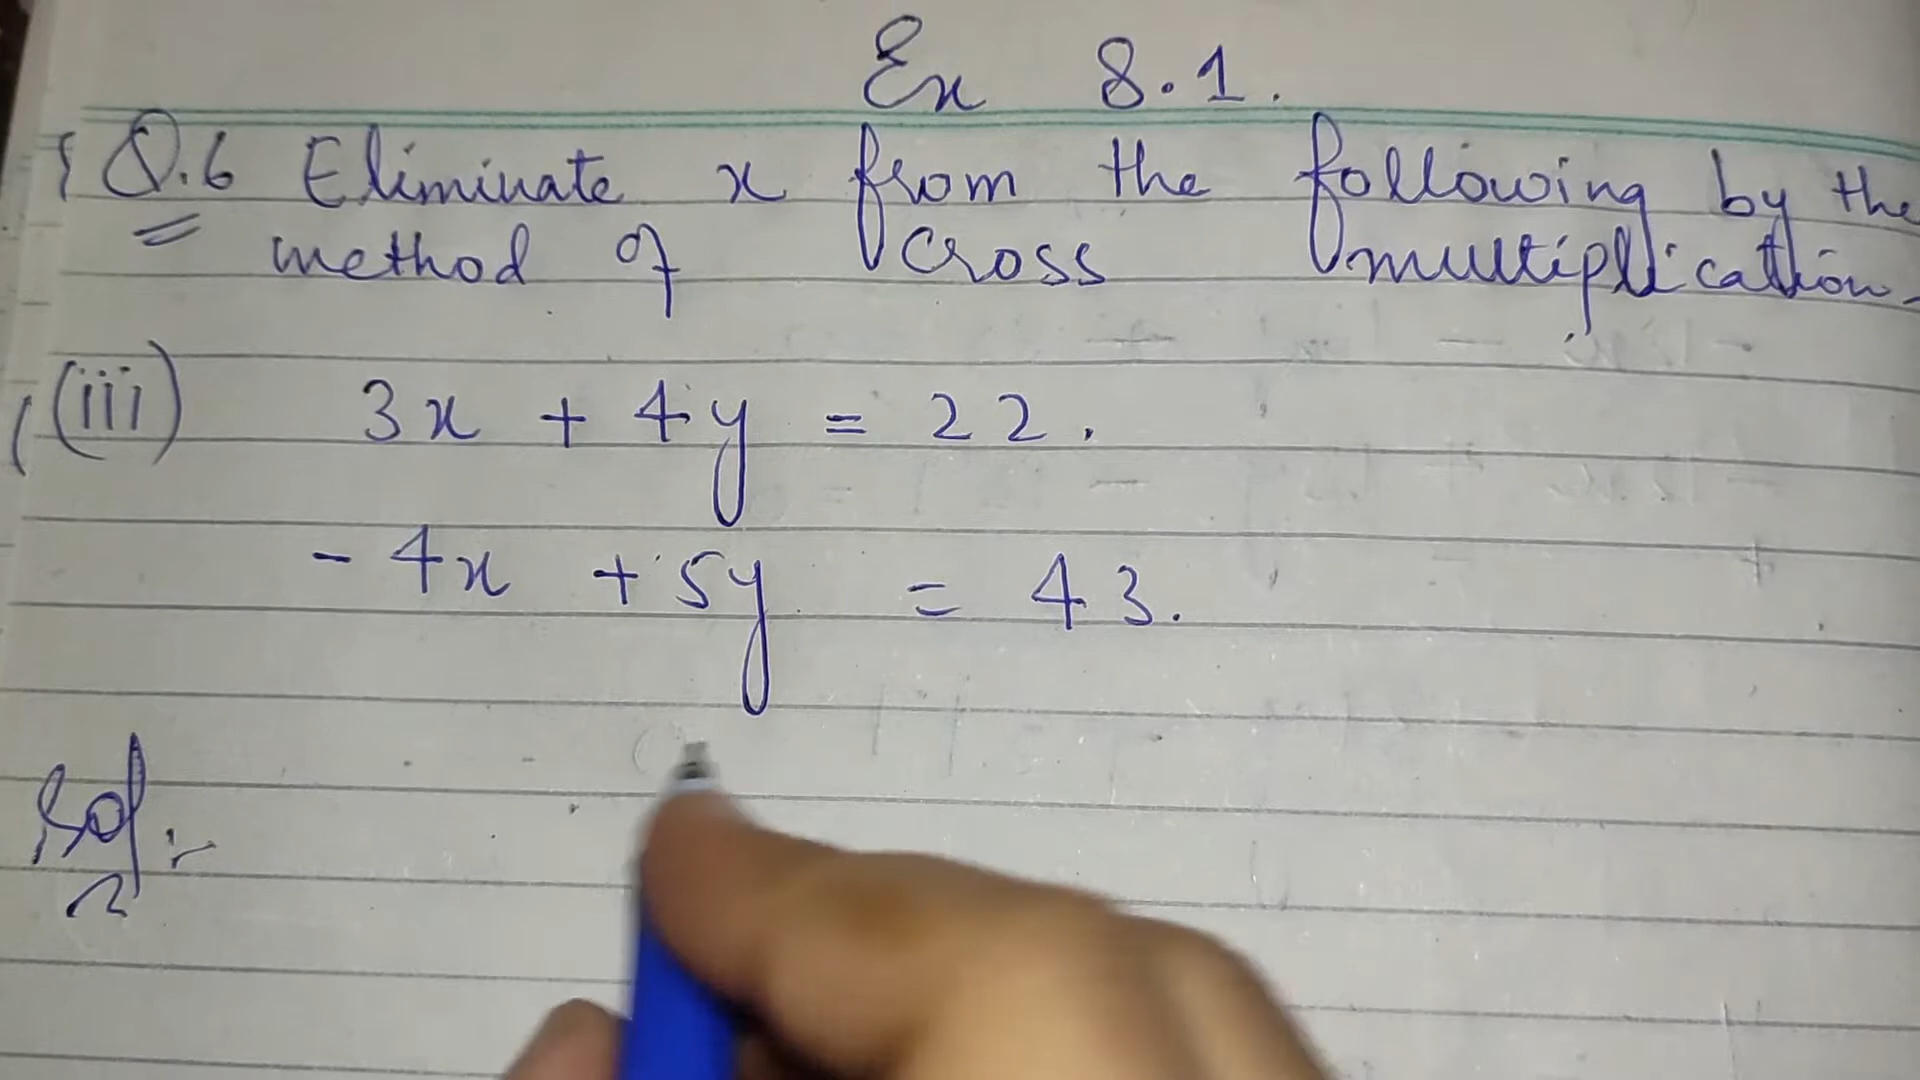 Ex 8.1.
Q.6 Eliminate x from the following by the
method of cross multiplication.
(iii) 3x + 4y = 22.
- 4x + 5y = 43.
Sol:-